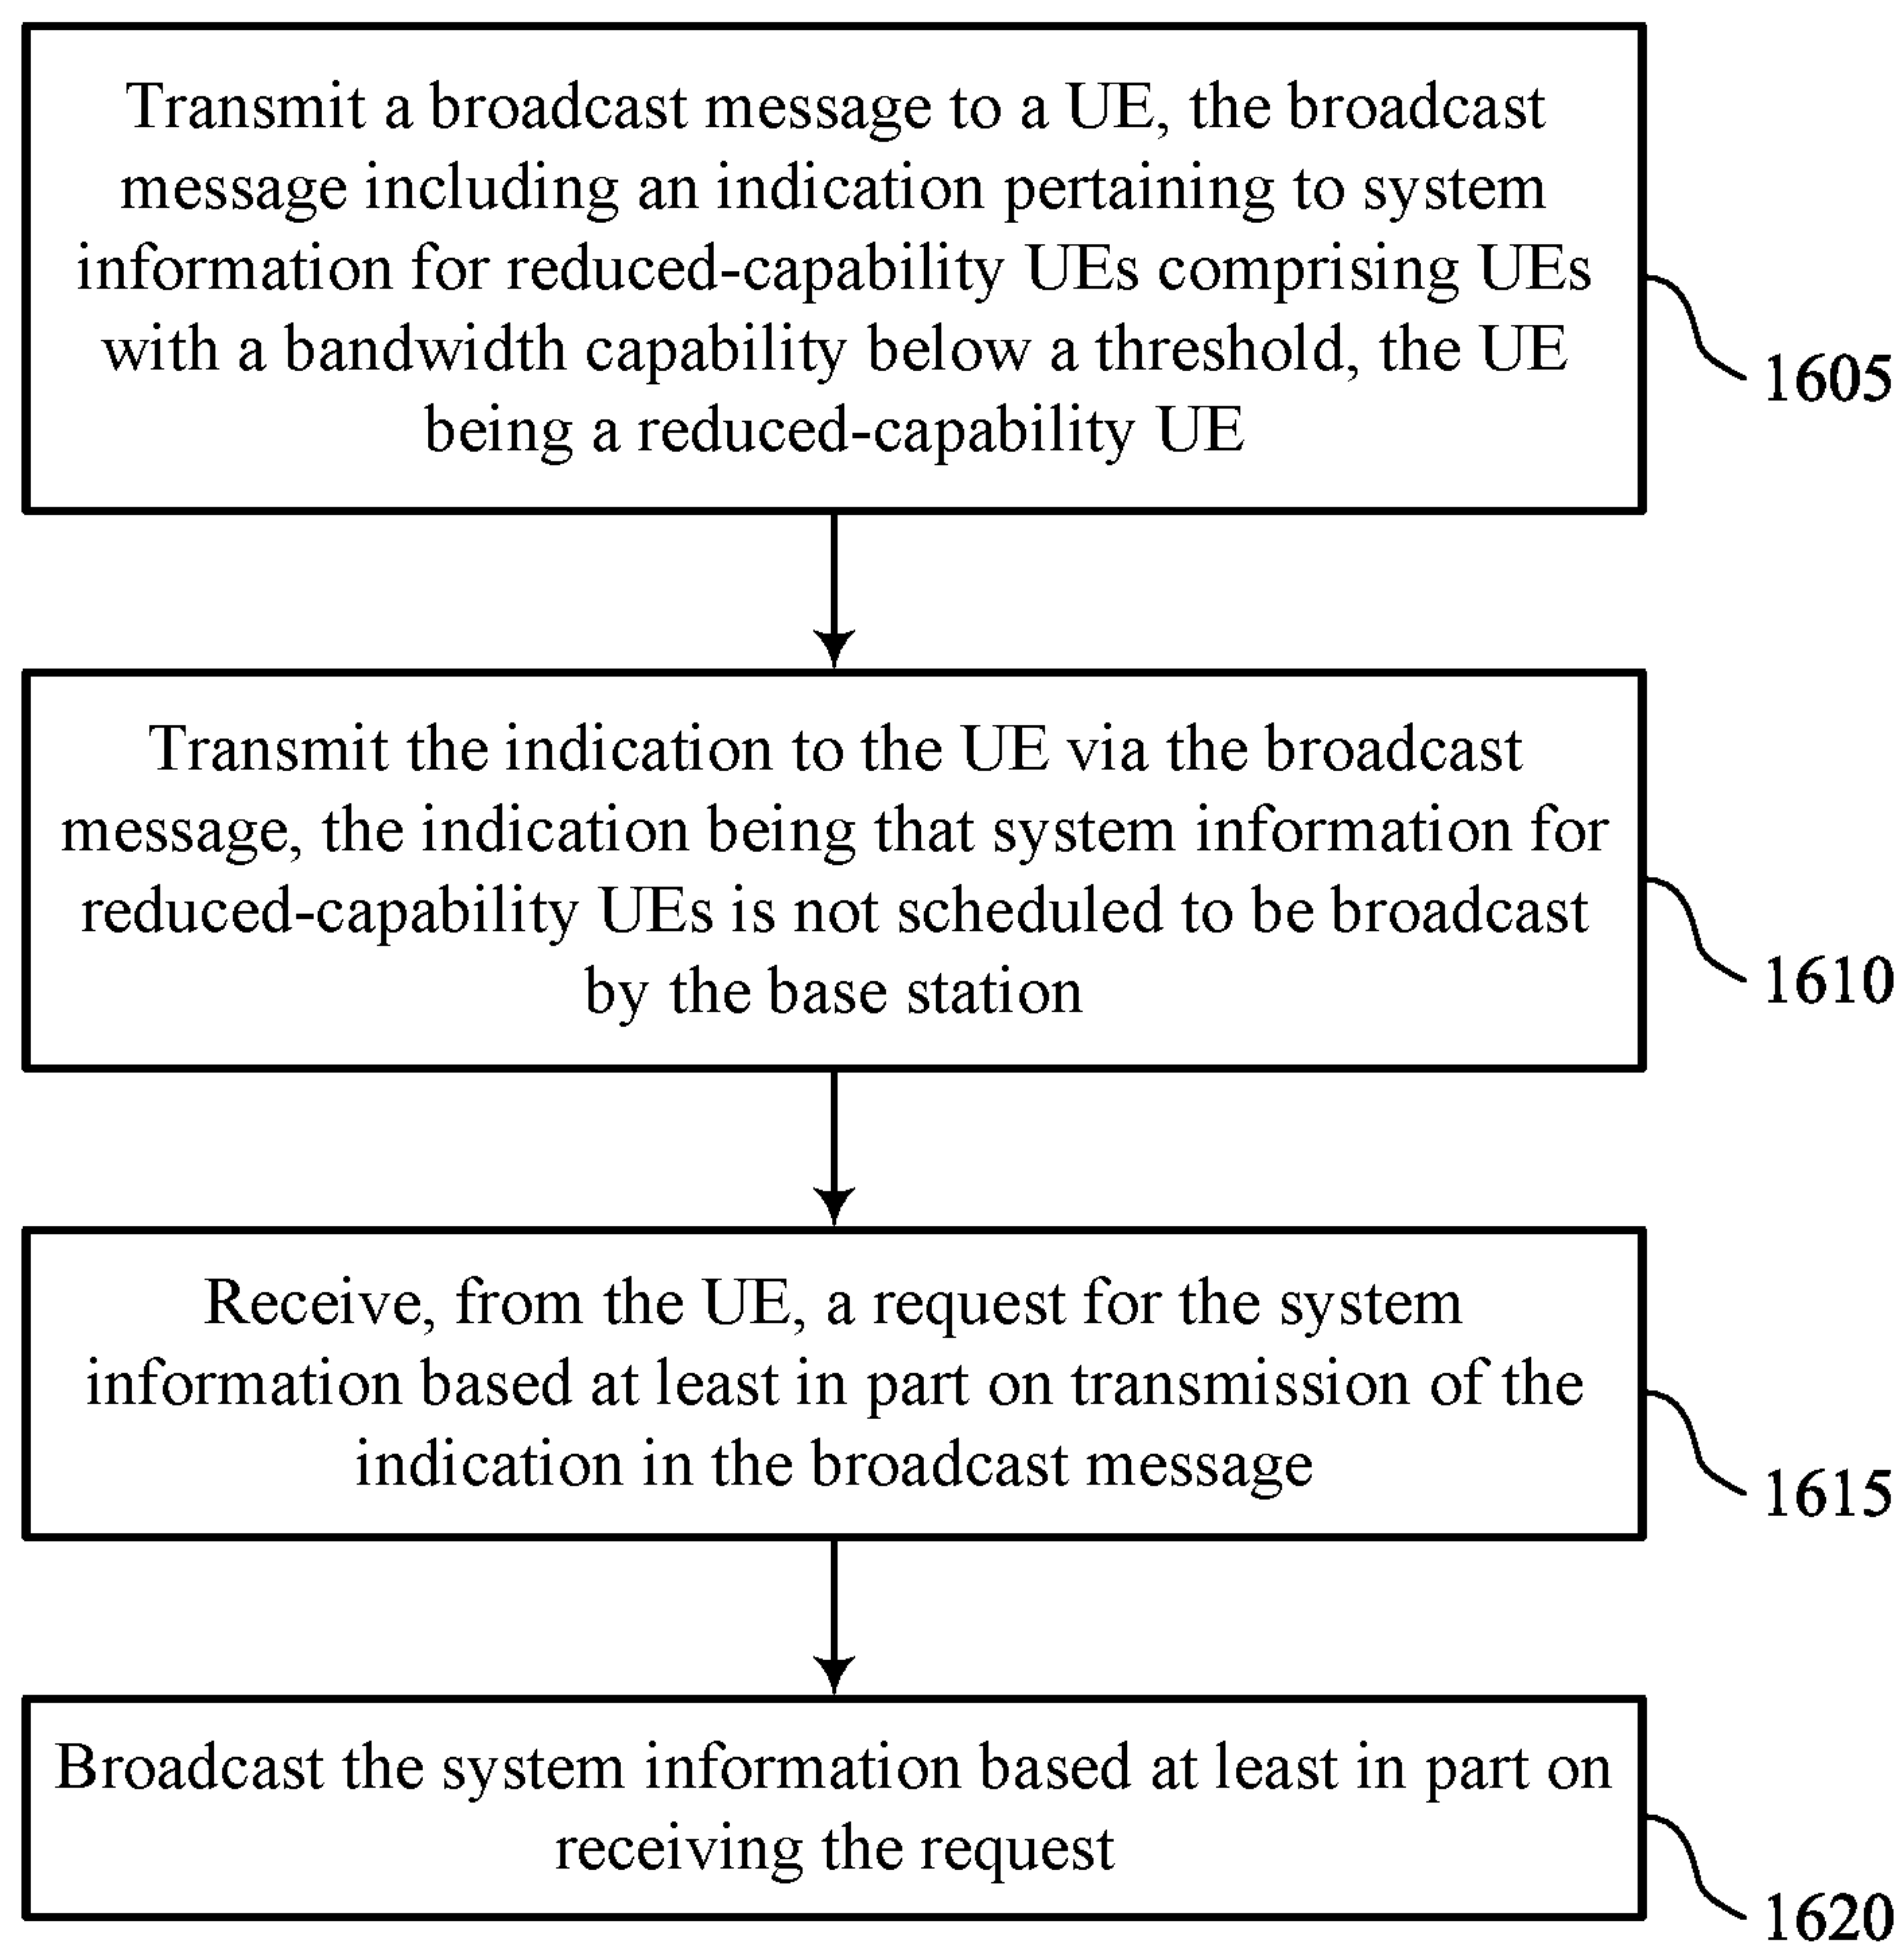 Transmit a broadcast message to a UE, the broadcast
message including an indication pertaining to system
information for reduced-capability UEs comprising UEs
with a bandwidth capability below a threshold, the UE
being a reduced-capability UE
1605
Transmit the indication to the UE via the broadcast
message, the indication being that system information for
reduced-capability UEs is not scheduled to be broadcast
by the base station
1610
Receive, from the UE, a request for the system
information based at least in part on transmission of the
indication in the broadcast message
1615
Broadcast the system information based at least in part on
receiving the request
1620